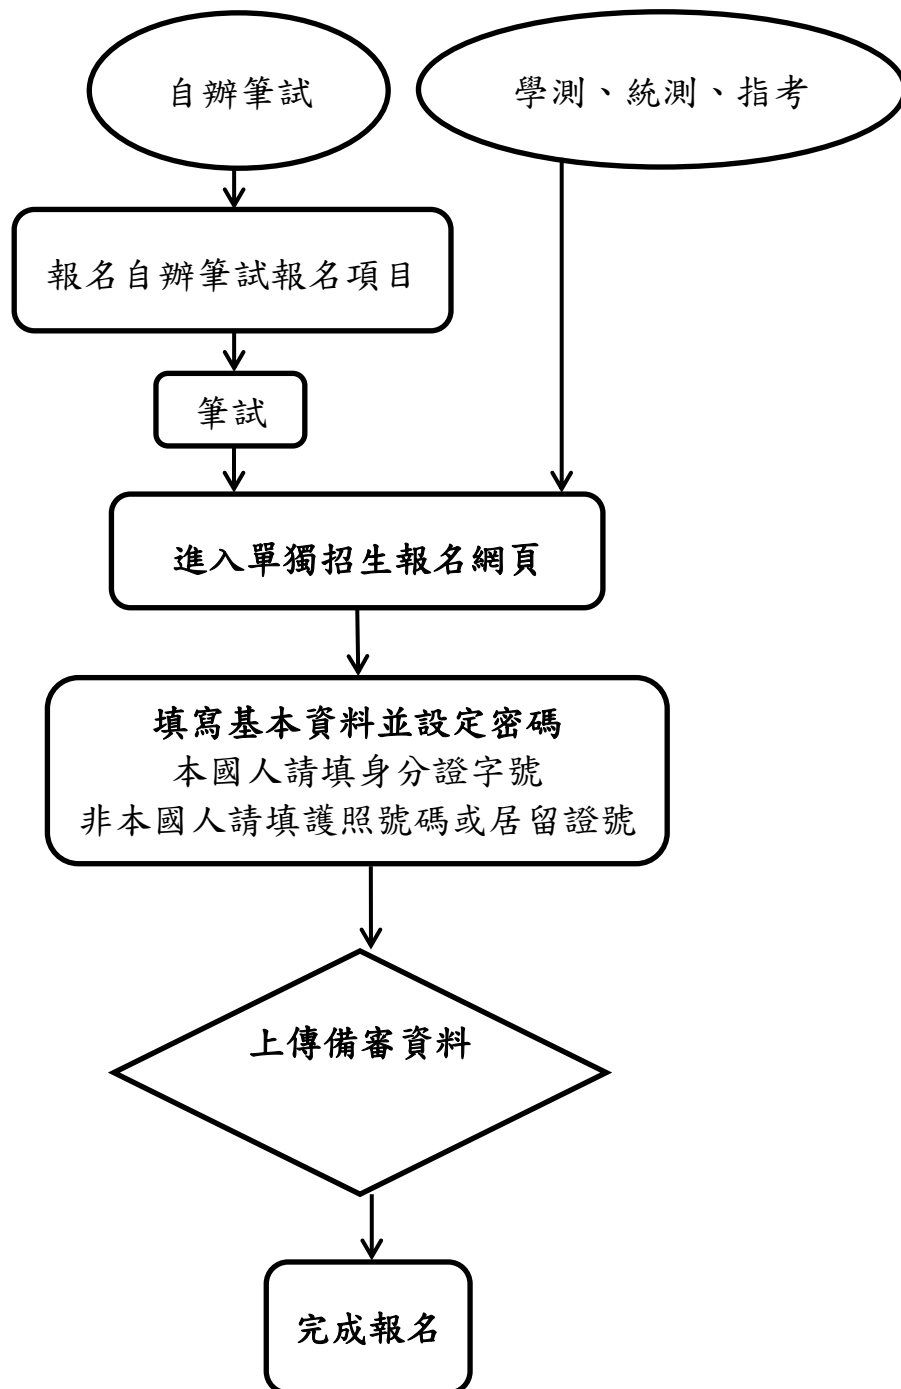 自辦筆試
學測、統測、指考
報名自辦筆試報名項目
筆試
進入單獨招生報名網頁
填寫基本資料並設定密碼
本國人請填身分證字號
非本國人請填護照號碼或居留證號
上傳備審資料
完成報名